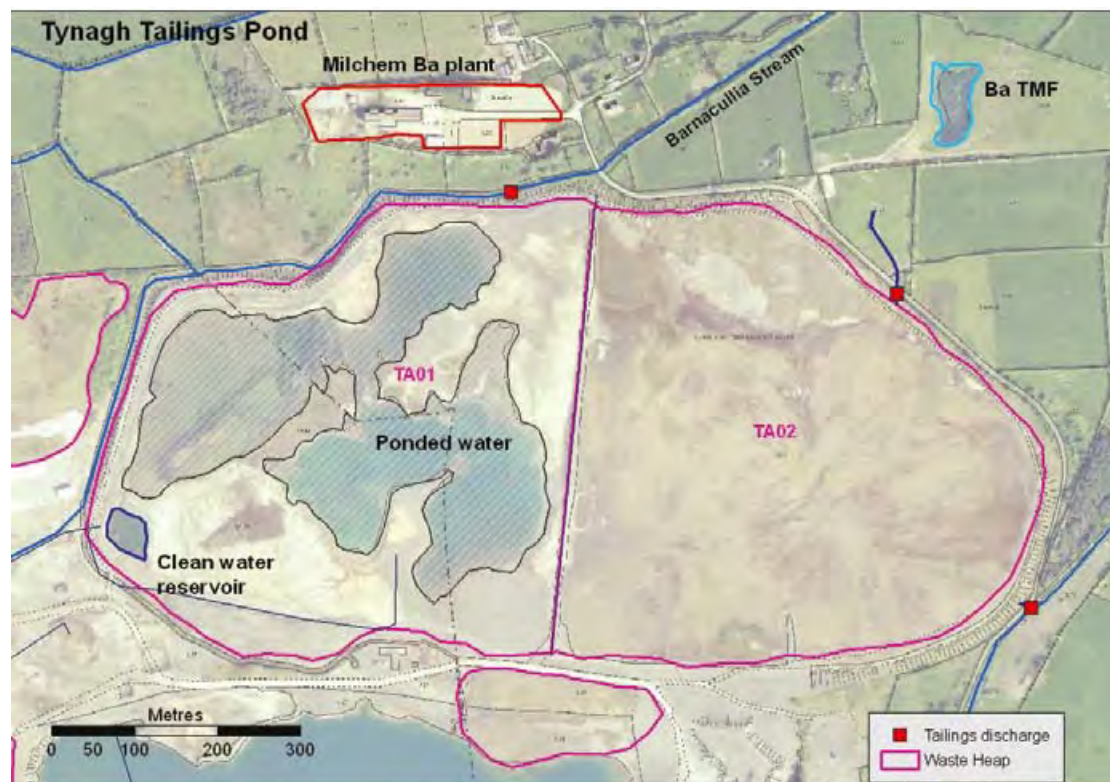 Tynagh Tailings Pond
Milchem Ba plant
Barnacullia Stream
Ba TMF
TA01
Ponded water
TA02
Clean water
reservoir
Metres
0 50 100 200 300
Tailings discharge
Waste Heap